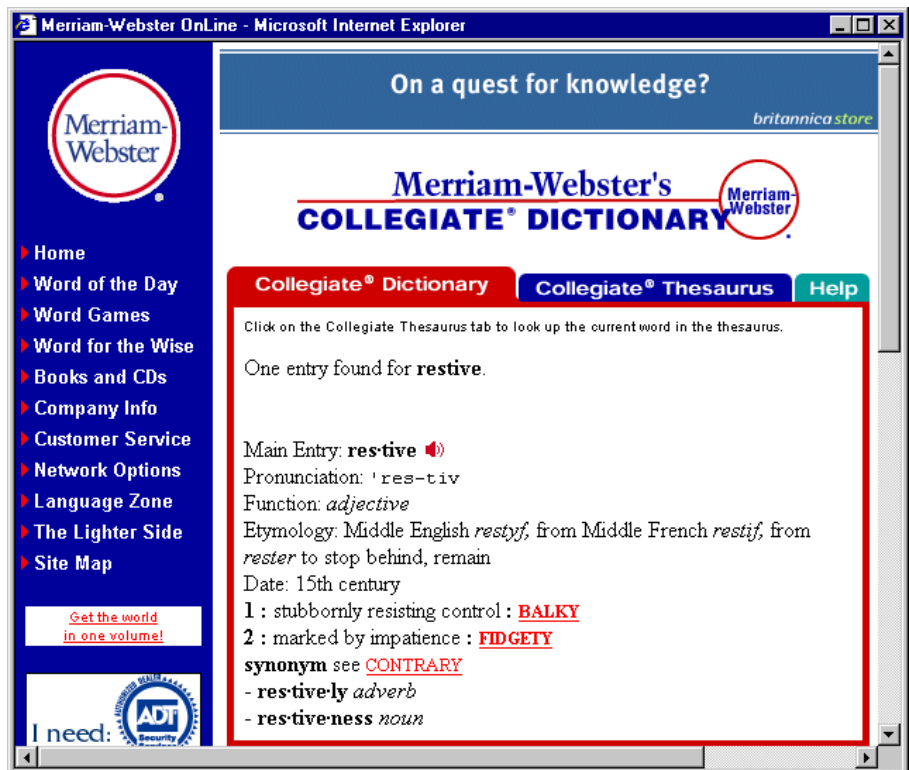 Merriam-Webster OnLine - Microsoft Internet Explorer
Merriam-
Webster
Home
Word of the Day
Word Games
Word for the Wise
Books and CDs
Company Info
Customer Service
Network Options
Language Zone
The Lighter Side
Site Map
Get the world
in one volume!
AUTHORIZED DEALER
ADT
Security
I need:
On a quest for knowledge?
britannica store
Merriam-Webster's
COLLEGIATE® DICTIONARY
Merriam-
Webster
Collegiate® Dictionary Collegiate® Thesaurus Help
Click on the Collegiate Thesaurus tab to look up the current word in the thesaurus.
One entry found for restive.
Main Entry: res·tive
Pronunciation: 'res-tiv
Function: adjective
Etymology: Middle English restyf, from Middle French restif, from
rester to stop behind, remain
Date: 15th century
1 : stubbornly resisting control : BALKY
2 : marked by impatience : FIDGETY
synonym see CONTRARY
- res·tive·ly adverb
- res·tive·ness noun